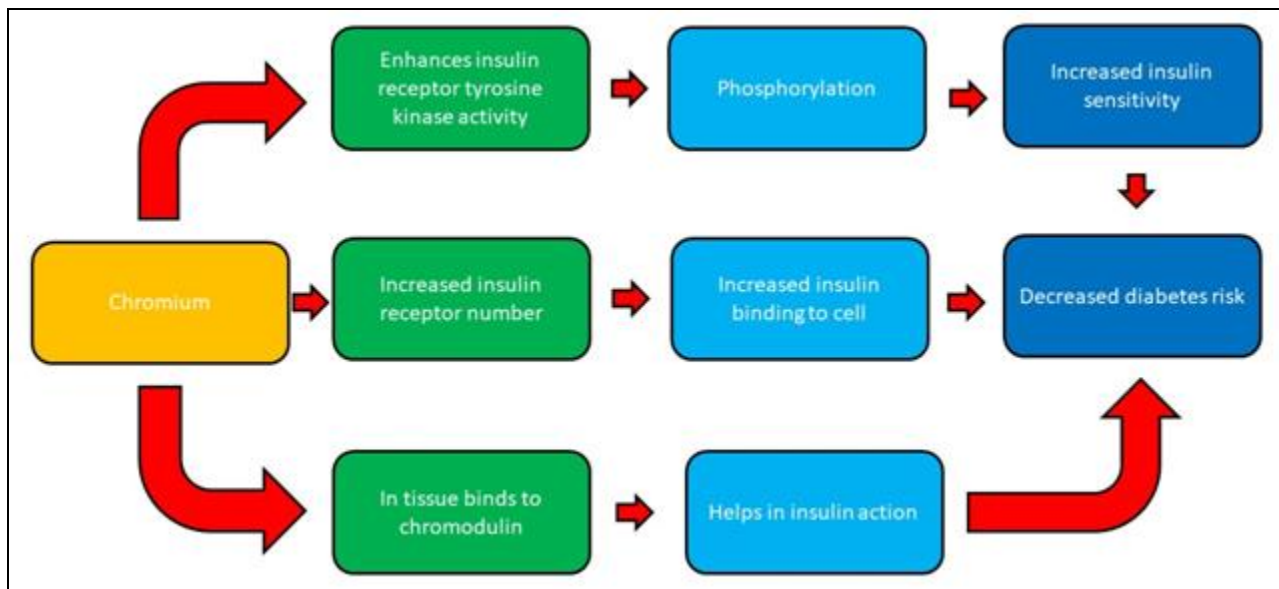 Enhances insulin
receptor tyrosine
kinase activity
Phosphorylation
Increased insulin
sensitivity
Chromium
Increased insulin
receptor number
Increased insulin
binding to cell
Decreased diabetes risk
In tissue binds to
chromodulin
Helps in insulin action